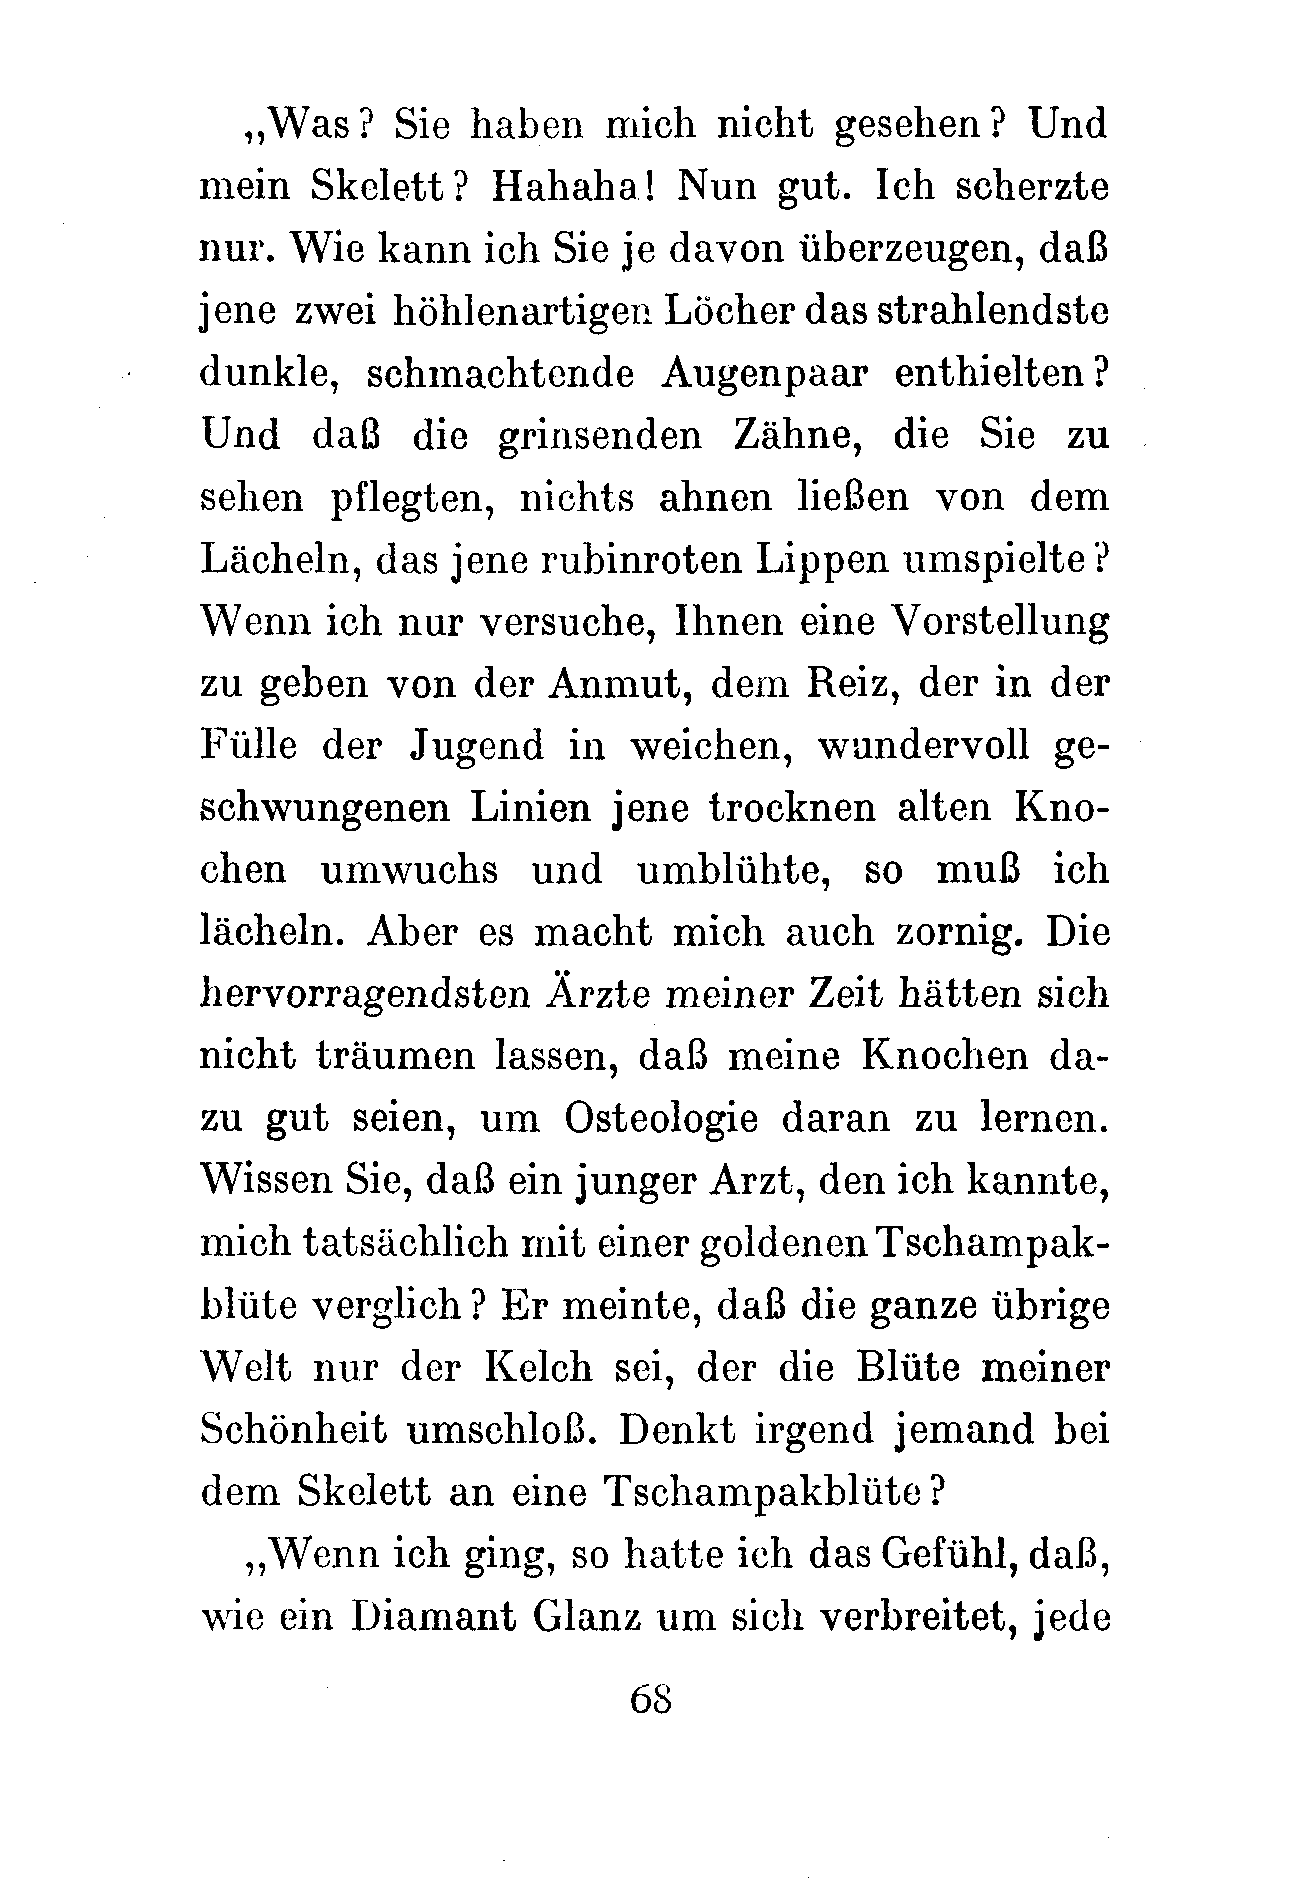 „Was? Sie haben mich nicht gesehen? Und
mein Skelett? Hahaha! Nun gut. Ich scherzte
nur. Wie kann ich Sie je davon überzeugen, daß
jene zwei höhlenartigen Löcher das strahlendste
dunkle, schmachtende Augenpaar enthielten?
Und daß die grinsenden Zähne, die Sie zu
sehen pflegten, nichts ahnen ließen von dem
Lächeln, das jene rubinroten Lippen umspielte?
Wenn ich nur versuche, Ihnen eine Vorstellung
zu geben von der Anmut, dem Reiz, der in der
Fülle der Jugend in weichen, wundervoll ge-
schwungenen Linien jene trocknen alten Kno-
chen umwuchs und umblühte, so muß ich
lächeln. Aber es macht mich auch zornig. Die
hervorragendsten Ärzte meiner Zeit hätten sich
nicht träumen lassen, daß meine Knochen da-
zu gut seien, um Osteologie daran zu lernen.
Wissen Sie, daß ein junger Arzt, den ich kannte,
mich tatsächlich mit einer goldenen Tschampak-
blüte verglich? Er meinte, daß die ganze übrige
Welt nur der Kelch sei, der die Blüte meiner
Schönheit umschloß. Denkt irgend jemand bei
dem Skelett an eine Tschampakblüte?
„Wenn ich ging, so hatte ich das Gefühl, daß,
wie ein Diamant Glanz um sich verbreitet, jede
68